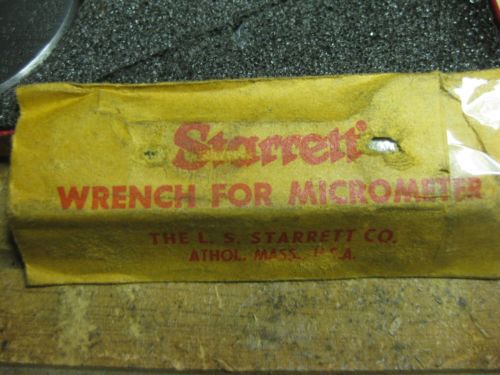 Starrett
WRENCH FOR MICROMETER
THE L. S. STARRETT CO.
ATHOL, MASS., U.S.A.